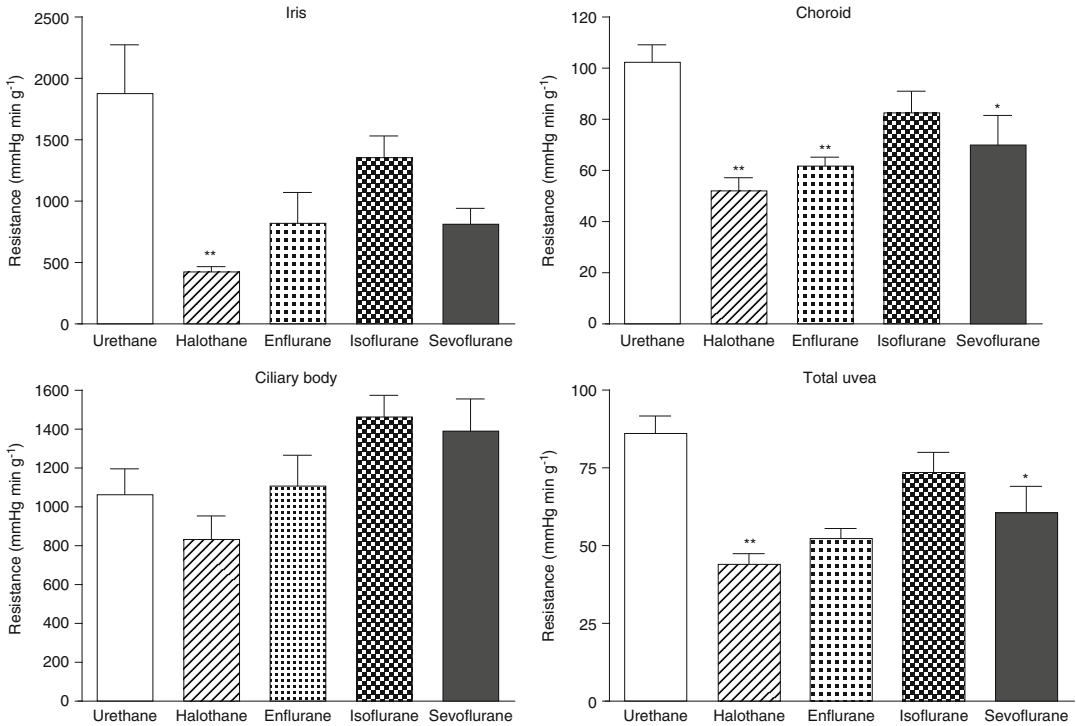 Iris
Resistance (mmHg min g⁻¹)
2500
2000
1500
1000
500
0
**
Urethane Halothane Enflurane Isoflurane Sevoflurane
Choroid
Resistance (mmHg min g⁻¹)
120
100
80
60
40
20
0
**
**
*
Urethane Halothane Enflurane Isoflurane Sevoflurane
Ciliary body
Resistance (mmHg min g⁻¹)
1600
1400
1200
1000
800
600
400
200
0
Urethane Halothane Enflurane Isoflurane Sevoflurane
Total uvea
Resistance (mmHg min g⁻¹)
100
75
50
25
0
**
*
Urethane Halothane Enflurane Isoflurane Sevoflurane